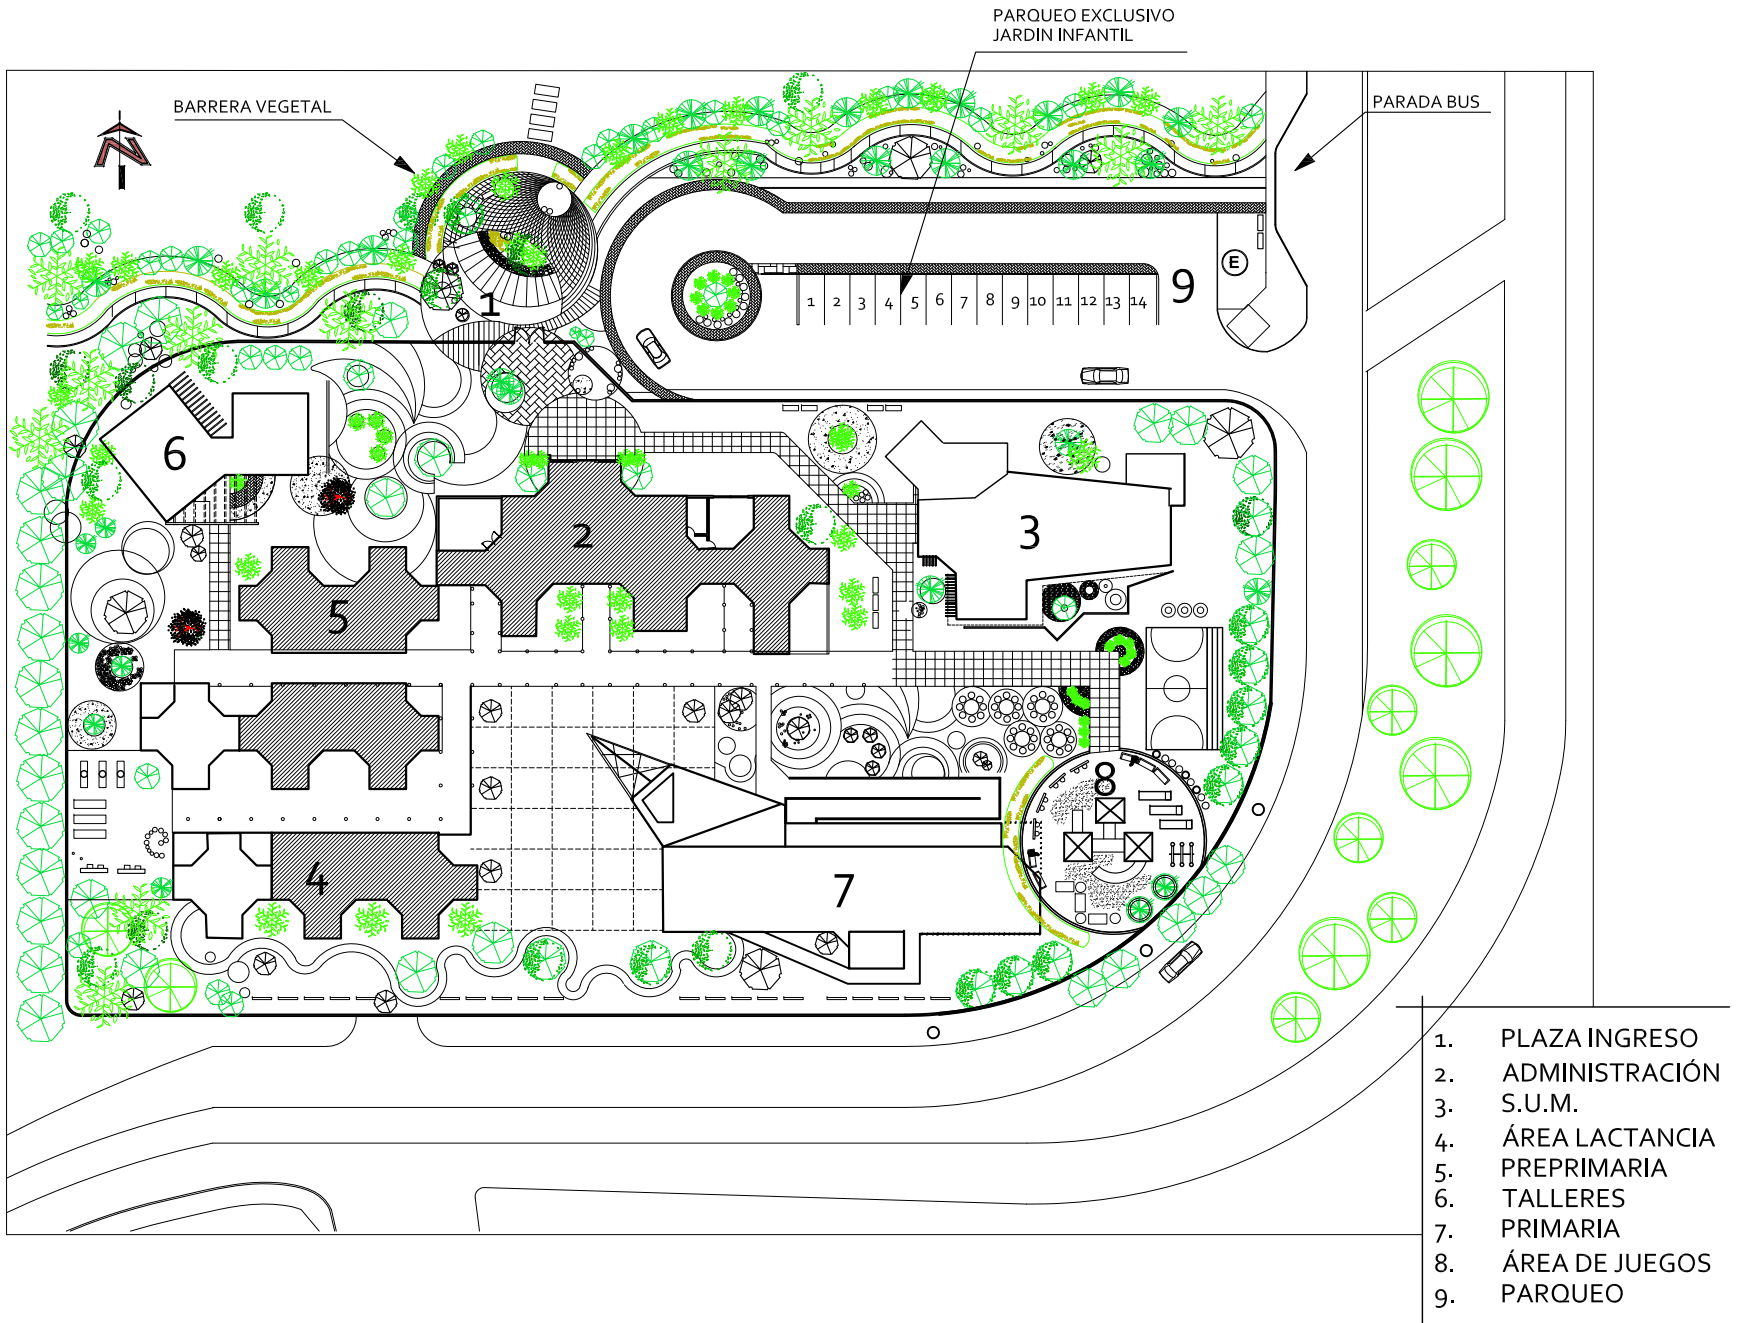 PARQUEO EXCLUSIVO
JARDIN INFANTIL
BARRERA VEGETAL
PARADA BUS
N
E
1
9
1 2 3 4 5 6 7 8 9 10 11 12 13 14
6
2
3
5
8
4
7
1. PLAZA INGRESO
2. ADMINISTRACIÓN
3. S.U.M.
4. ÁREA LACTANCIA
5. PREPRIMARIA
6. TALLERES
7. PRIMARIA
8. ÁREA DE JUEGOS
9. PARQUEO